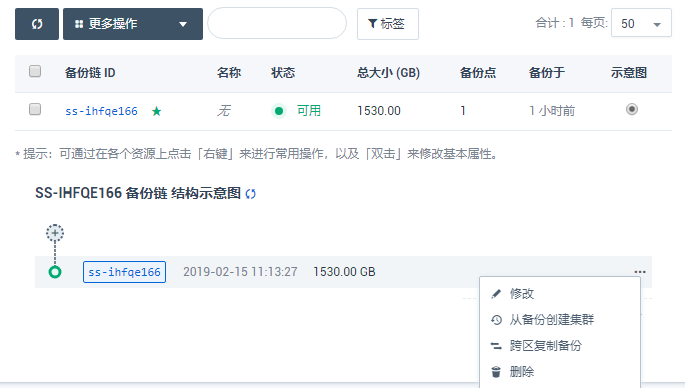 更多操作 标签 合计 : 1 每页: 50
备份链 ID 名称 状态 总大小 (GB) 备份点 备份于 示意图
ss-ihfqe166 无 可用 1530.00 1 1 小时前
* 提示：可通过在各个资源上点击「右键」来进行常用操作，以及「双击」来修改基本属性。
SS-IHFQE166 备份链 结构示意图
ss-ihfqe166 2019-02-15 11:13:27 1530.00 GB
修改
从备份创建集群
跨区复制备份
删除